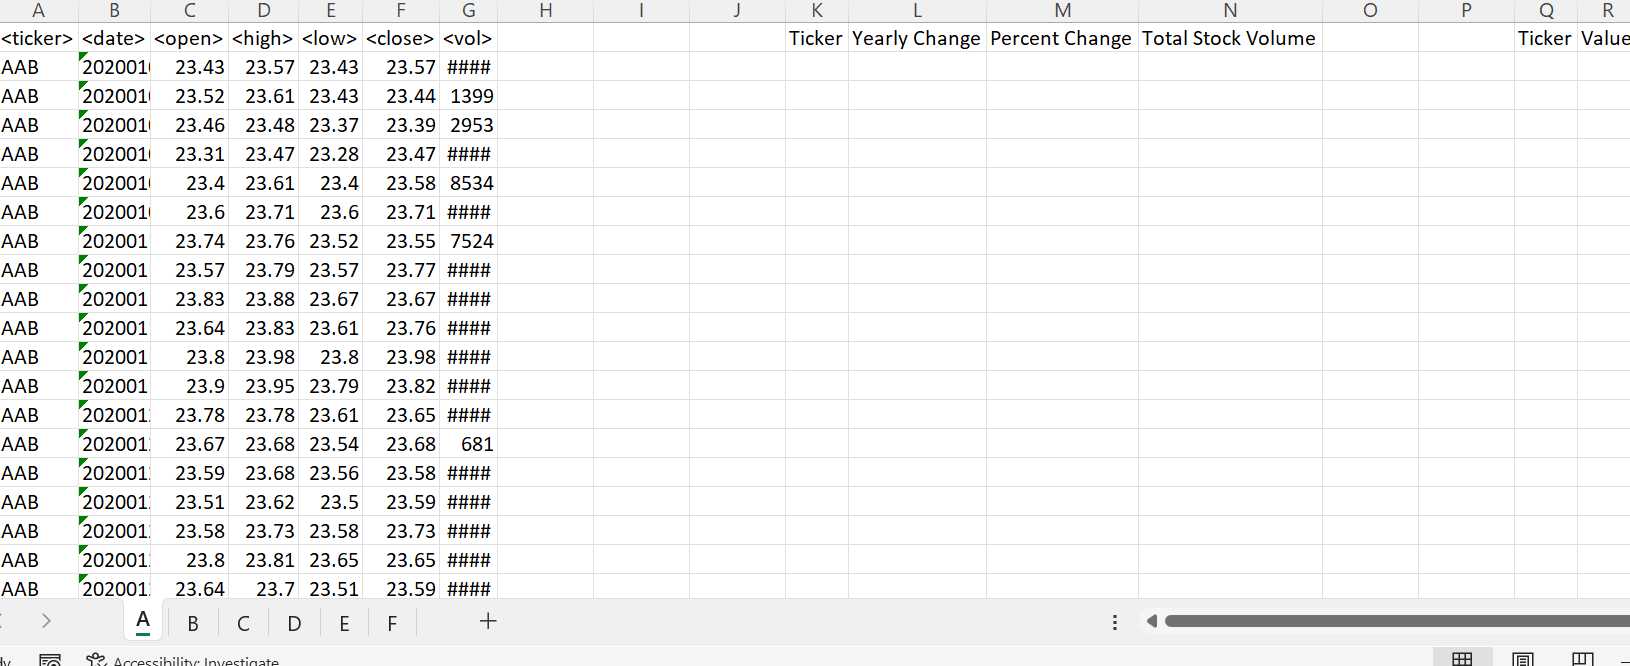 A B C D E F G H I J K L M N O P Q R
<ticker> <date> <open> <high> <low> <close> <vol> Ticker Yearly Change Percent Change Total Stock Volume Ticker Value
AAB 202001 23.43 23.57 23.43 23.57 ####
AAB 202001 23.52 23.61 23.43 23.44 1399
AAB 202001 23.46 23.48 23.37 23.39 2953
AAB 202001 23.31 23.47 23.28 23.47 ####
AAB 202001 23.4 23.61 23.4 23.58 8534
AAB 202001 23.6 23.71 23.6 23.71 ####
AAB 202001 23.74 23.76 23.52 23.55 7524
AAB 202001 23.57 23.79 23.57 23.77 ####
AAB 202001 23.83 23.88 23.67 23.67 ####
AAB 202001 23.64 23.83 23.61 23.76 ####
AAB 202001 23.8 23.98 23.8 23.98 ####
AAB 202001 23.9 23.95 23.79 23.82 ####
AAB 202001 23.78 23.78 23.61 23.65 ####
AAB 202001 23.67 23.68 23.54 23.68 681
AAB 202001 23.59 23.68 23.56 23.58 ####
AAB 202001 23.51 23.62 23.5 23.59 ####
AAB 202001 23.58 23.73 23.58 23.73 ####
AAB 202001 23.8 23.81 23.65 23.65 ####
AAB 202001 23.64 23.7 23.51 23.59 ####
A B C D E F +
Accessibility: Investigate